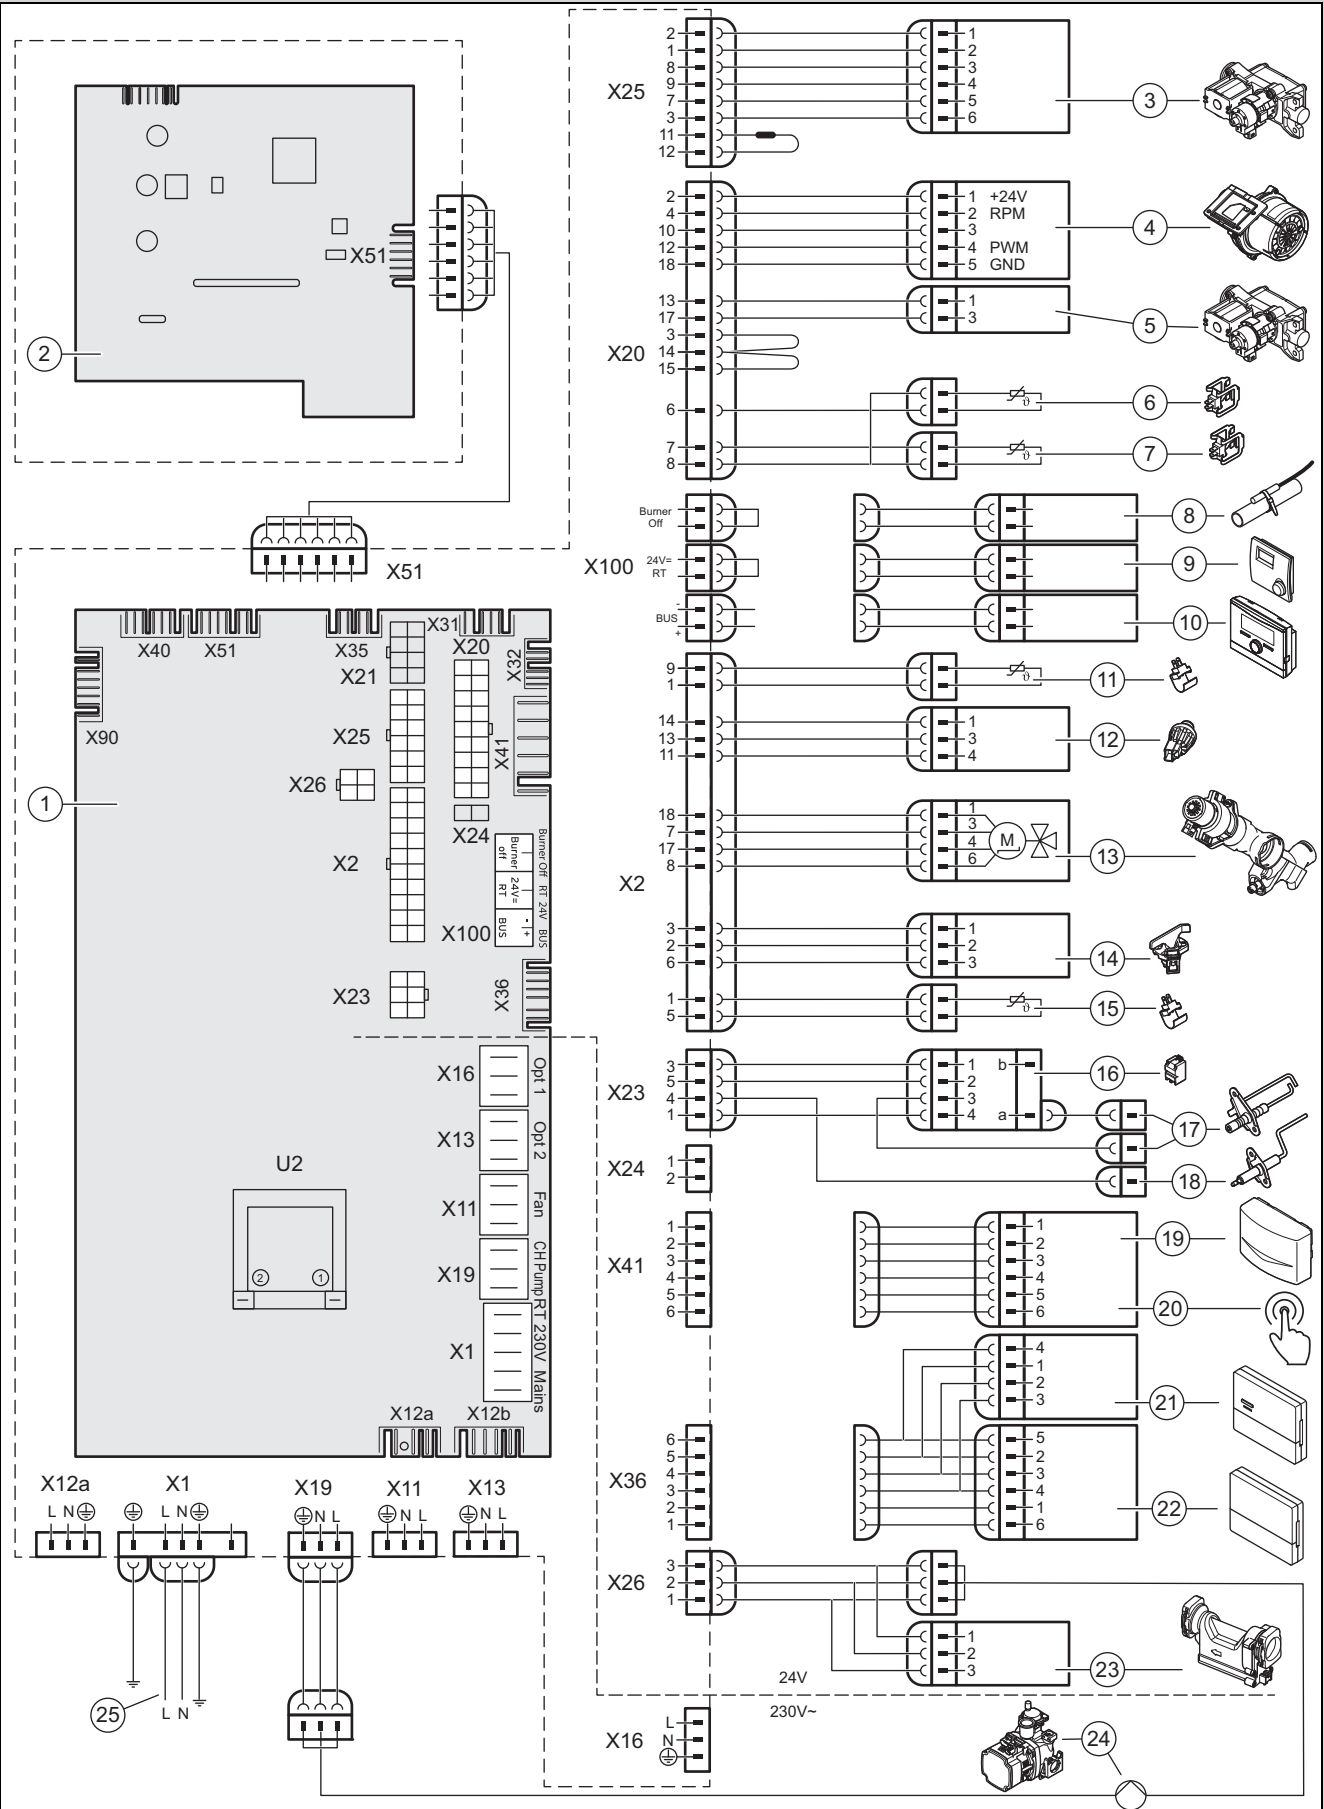 X51
2
X51
X31
X40
X51
X35
X20
X32
X21
X90
X25
X41
X26
1
X24
X2
Burner off
24V= RT
BUS
- +
Burner Off RT 24V BUS
X100
X23
X36
X16
Opt 1
X13
Opt 2
U2
X11
Fan
X19
CH Pump
2
1
X1
RT 230V Mains
X12a
X12b
X12a
X1
X19
X11
X13
L N
L N
N L
N L
N L
25
L N
X25
2 1
1 2
8 3
9 4
7 5
3 6
11
12
3
X20
2 1 +24V
4 2 RPM
10 3
12 4 PWM
18 5 GND
4
13 1
17 3
5
3
14
15
6 ϑ
6
7
8 ϑ
7
X100
Burner Off
8
24V=
RT
9
-
BUS
+
10
X2
9
1
ϑ
11
14 1
13 3
11 4
12
18 1
7 3
17 4
8 6
M
13
3 1
2 2
6 3
14
1
5
ϑ
15
X23
3 1 b
5 2
4 3
1 4 a
16
17
X24
1
2
18
X41
1 1
2 2
3 3
4 4
5 5
6 6
19
20
4
1
2
3
21
X36
6 5
5 2
4 3
3 4
2 1
1 6
22
X26
3
2
1
1
2
3
23
24V
230V~
X16
L
N
24